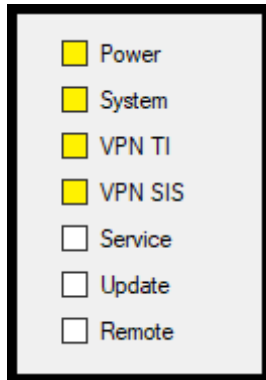 Power
System
VPN TI
VPN SIS
Service
Update
Remote